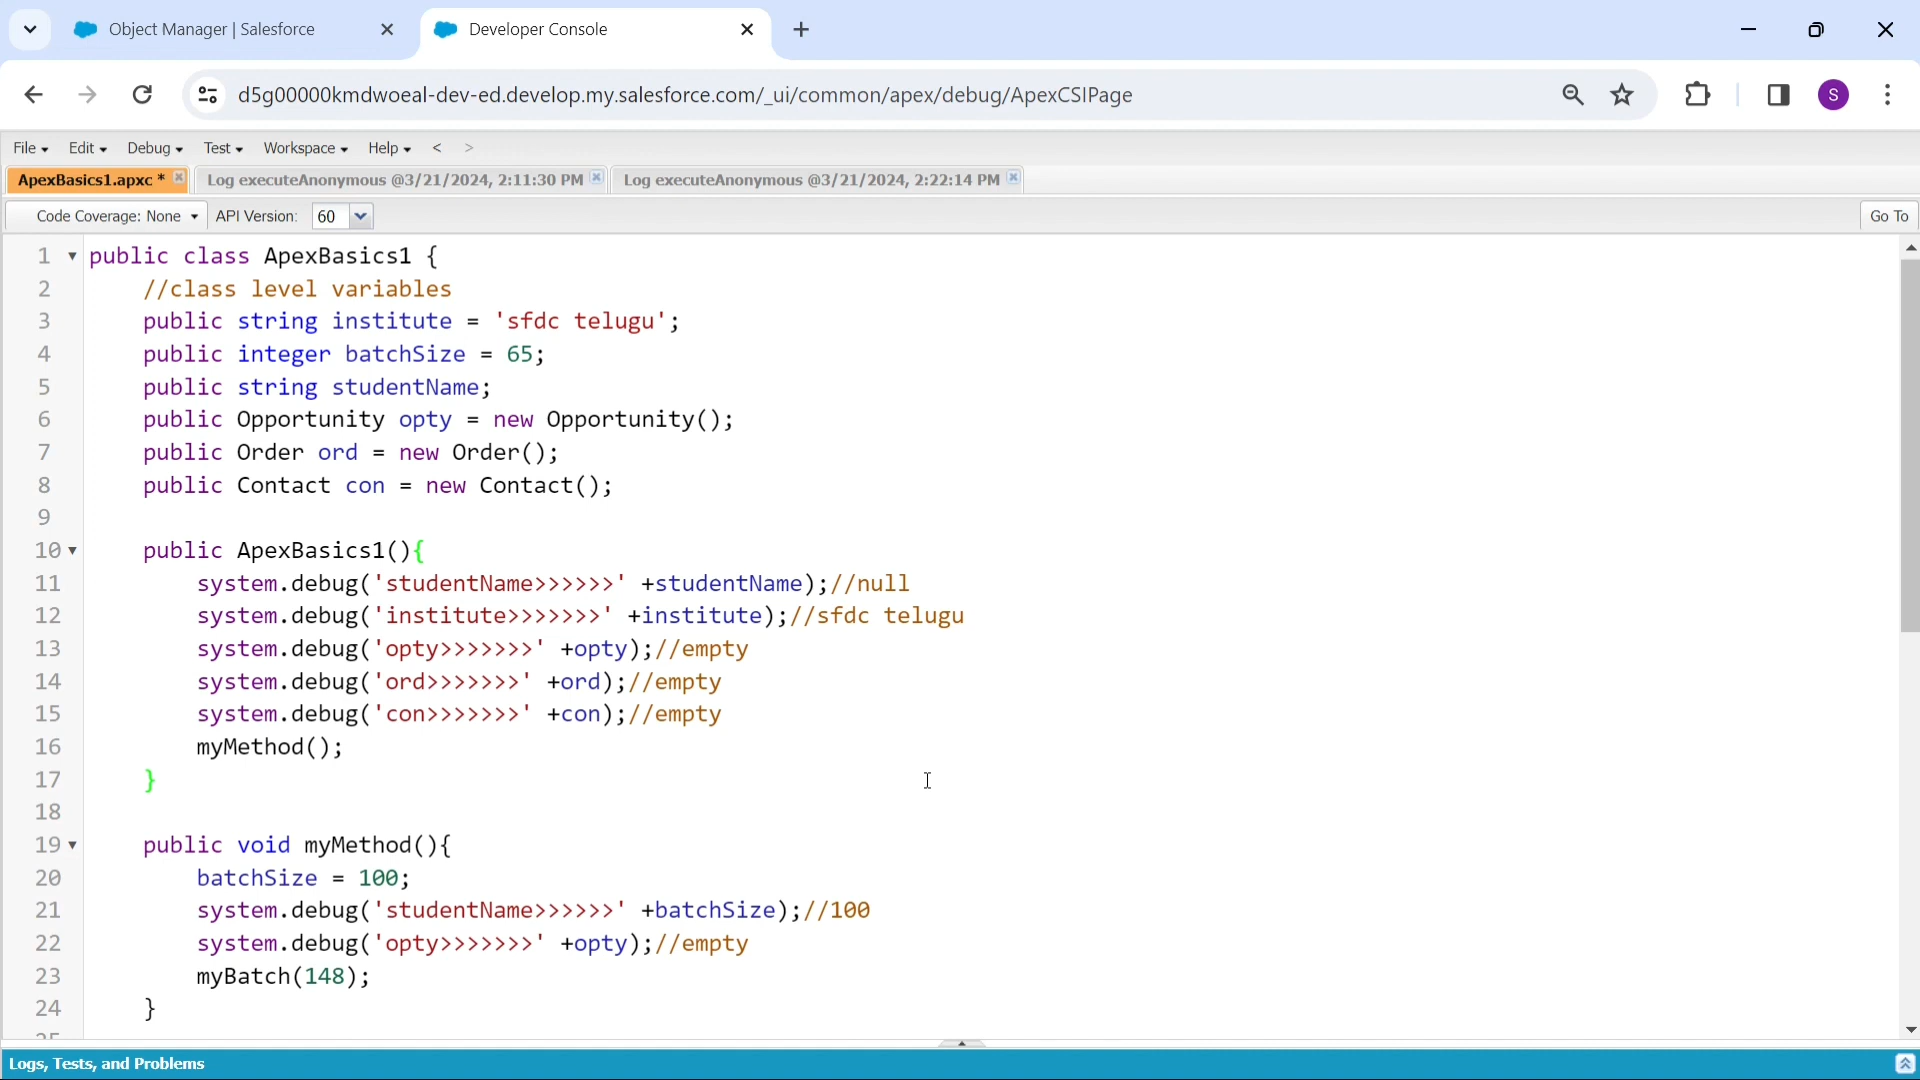 Object Manager | Salesforce
Developer Console
d5g00000kmdwoeal-dev-ed.develop.my.salesforce.com/_ui/common/apex/debug/ApexCSIPage
S
File Edit Debug Test Workspace Help < >
ApexBasics1.apxc *
Log executeAnonymous @3/21/2024, 2:11:30 PM
Log executeAnonymous @3/21/2024, 2:22:14 PM
Code Coverage: None API Version: 60 Go To
1 public class ApexBasics1 {
2 //class level variables
3 public string institute = 'sfdc telugu';
4 public integer batchSize = 65;
5 public string studentName;
6 public Opportunity opty = new Opportunity();
7 public Order ord = new Order();
8 public Contact con = new Contact();
9
10 public ApexBasics1(){
11 system.debug('studentName>>>>>>' +studentName);//null
12 system.debug('institute>>>>>>>' +institute);//sfdc telugu
13 system.debug('opty>>>>>>>' +opty);//empty
14 system.debug('ord>>>>>>>' +ord);//empty
15 system.debug('con>>>>>>>' +con);//empty
16 myMethod();
17 }
18
19 public void myMethod(){
20 batchSize = 100;
21 system.debug('studentName>>>>>>' +batchSize);//100
22 system.debug('opty>>>>>>>' +opty);//empty
23 myBatch(148);
24 }
Logs, Tests, and Problems